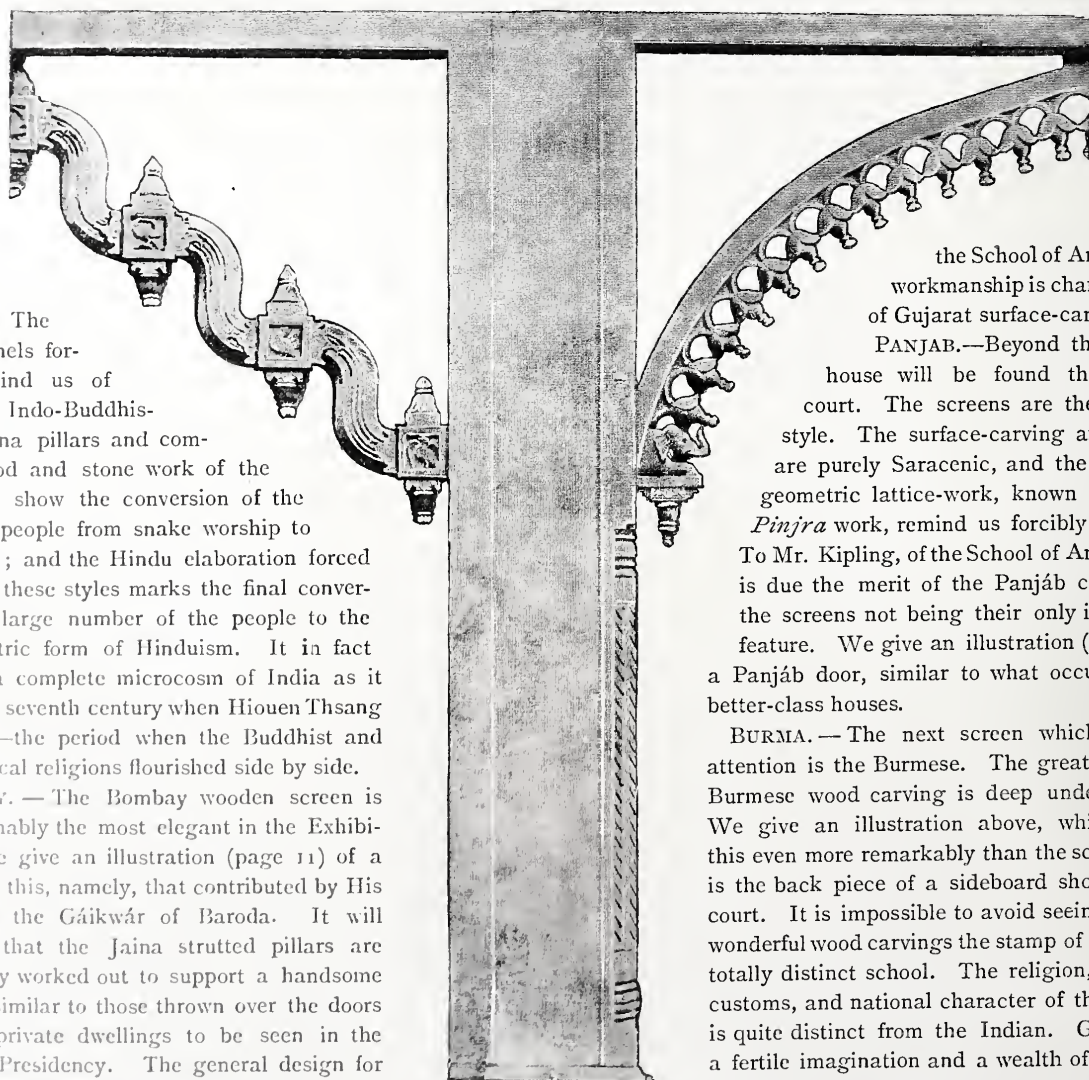 The
nels for-
ind us of
Indo-Buddhis-
na pillars and com-
od and stone work of the
show the conversion of the
people from snake worship to
; and the Hindu elaboration forced
these styles marks the final conver-
large number of the people to the
tric form of Hinduism. It in fact
complete microcosm of India as it
seventh century when Hiouen Thsang
—the period when the Buddhist and
cal religions flourished side by side.
Y. — The Bombay wooden screen is
nably the most elegant in the Exhibi-
give an illustration (page 11) of a
this, namely, that contributed by His
the Gáikwár of Baroda. It will
that the Jaina strutted pillars are
y worked out to support a handsome
similar to those thrown over the doors
private dwellings to be seen in the
Presidency. The general design for
the School of Ar
workmanship is char
of Gujarat surface-car
PANJAB.—Beyond th
house will be found th
court. The screens are the
style. The surface-carving a
are purely Saracenic, and the
geometric lattice-work, known
Pinjra work, remind us forcibly
To Mr. Kipling, of the School of Ar
is due the merit of the Panjáb c
the screens not being their only i
feature. We give an illustration (
a Panjáb door, similar to what occu
better-class houses.
BURMA. — The next screen which
attention is the Burmese. The great
Burmese wood carving is deep unde
We give an illustration above, whi
this even more remarkably than the sc
is the back piece of a sideboard sho
court. It is impossible to avoid seein
wonderful wood carvings the stamp of
totally distinct school. The religion,
customs, and national character of th
is quite distinct from the Indian. G
a fertile imagination and a wealth of